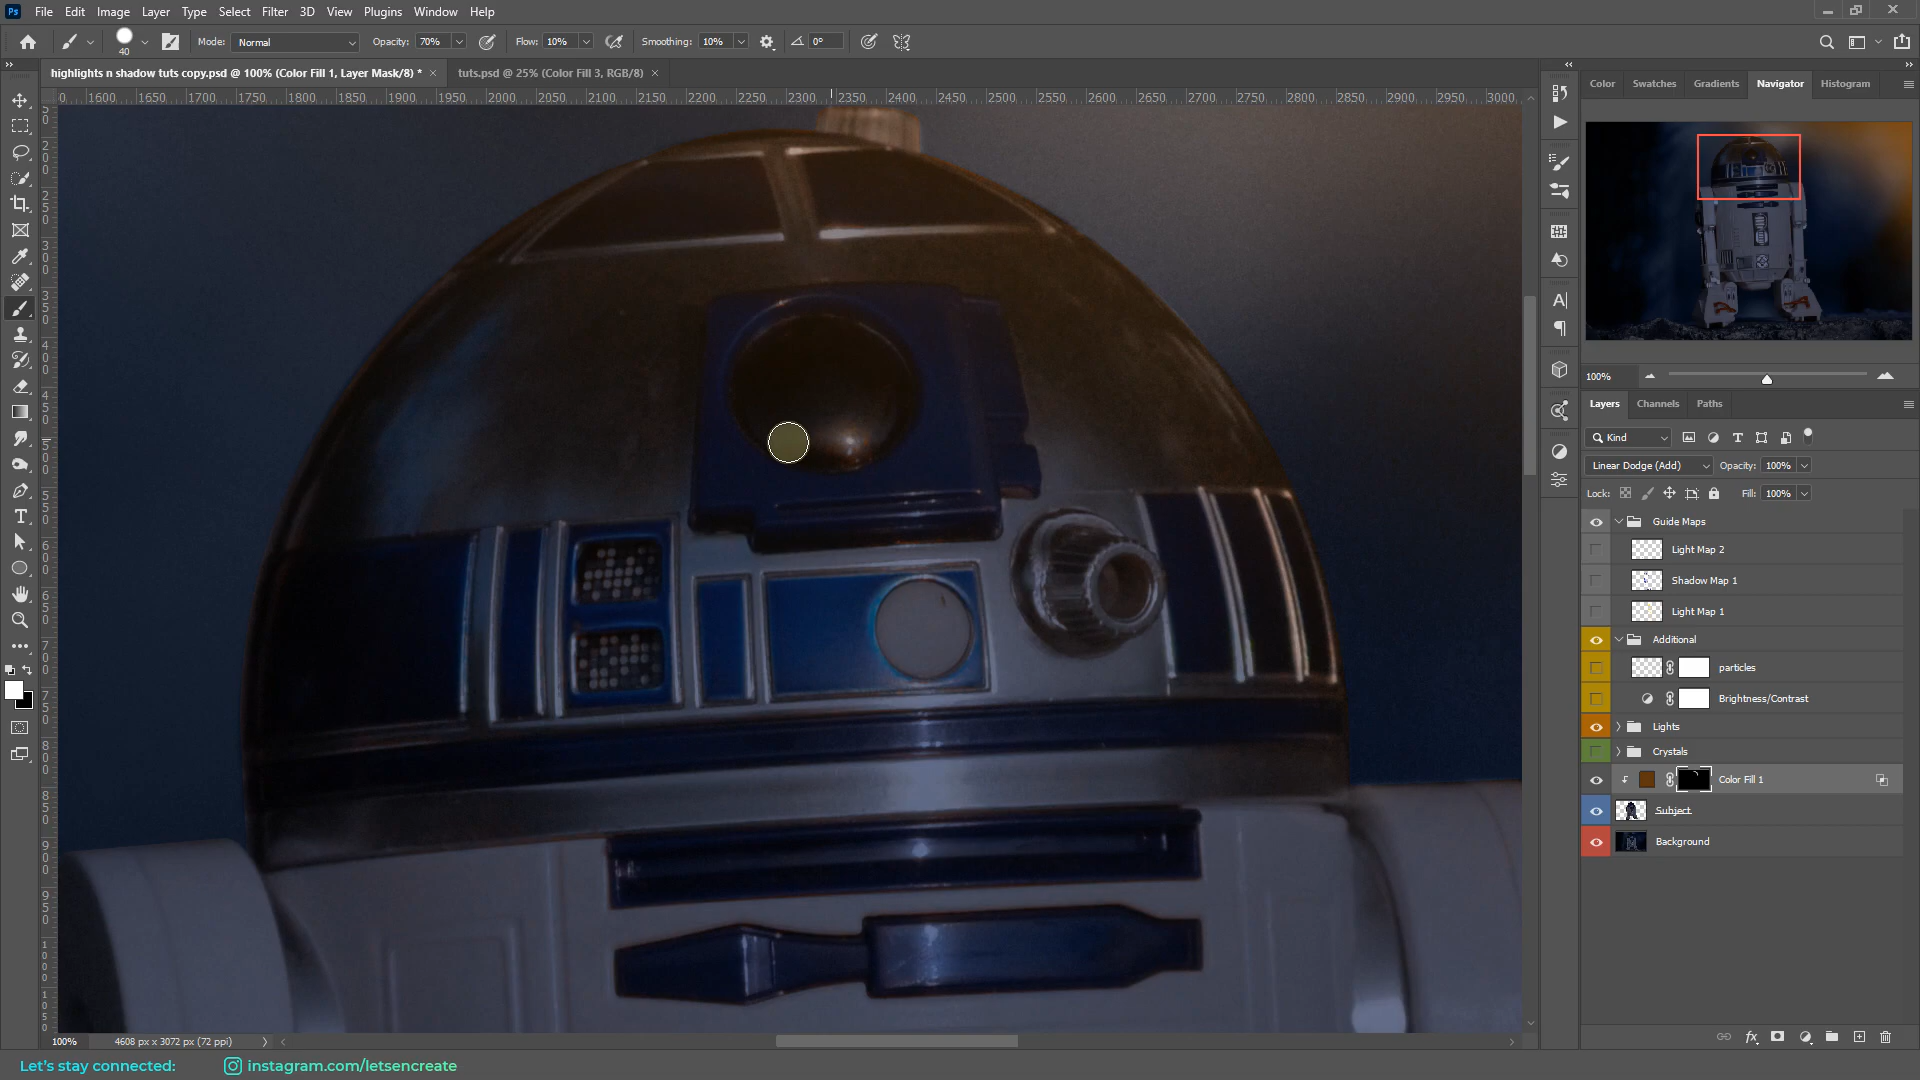 Ps File Edit Image Layer Type Select Filter 3D View Plugins Window Help
40 Mode: Normal Opacity: 70% Flow: 10% Smoothing: 10% 0°
highlights n shadow tuts copy.psd @ 100% (Color Fill 1, Layer Mask/8) * × tuts.psd @ 25% (Color Fill 3, RGB/8) ×
0 1600 1650 1700 1750 1800 1850 1900 1950 2000 2050 2100 2150 2200 2250 2300 2350 2400 2450 2500 2550 2600 2650 2700 2750 2800 2850 2900 2950 3000
Color Swatches Gradients Navigator Histogram
100%
Layers Channels Paths
Kind
Linear Dodge (Add) Opacity: 100%
Lock: Fill: 100%
Guide Maps
Light Map 2
Shadow Map 1
Light Map 1
Additional
particles
Brightness/Contrast
Lights
Crystals
Color Fill 1
Subject
Background
100% 4608 px x 3072 px (72 ppi)
Let's stay connected: instagram.com/letsencreate